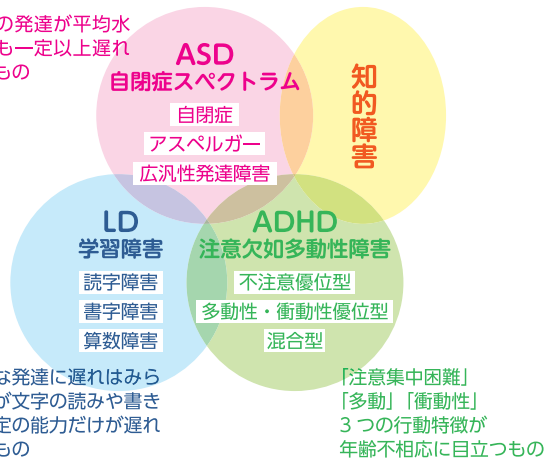 の発達が平均水
も一定以上遅れ
もの
ASD
自閉症スペクトラム
自閉症
アスペルガー
広汎性発達障害
知的障害
LD
学習障害
読字障害
書字障害
算数障害
ADHD
注意欠如多動性障害
不注意優位型
多動性・衝動性優位型
混合型
な発達に遅れはみら
が文字の読みや書き
定の能力だけが遅れ
もの
「注意集中困難」
「多動」「衝動性」
3つの行動特徴が
年齢不相応に目立つもの